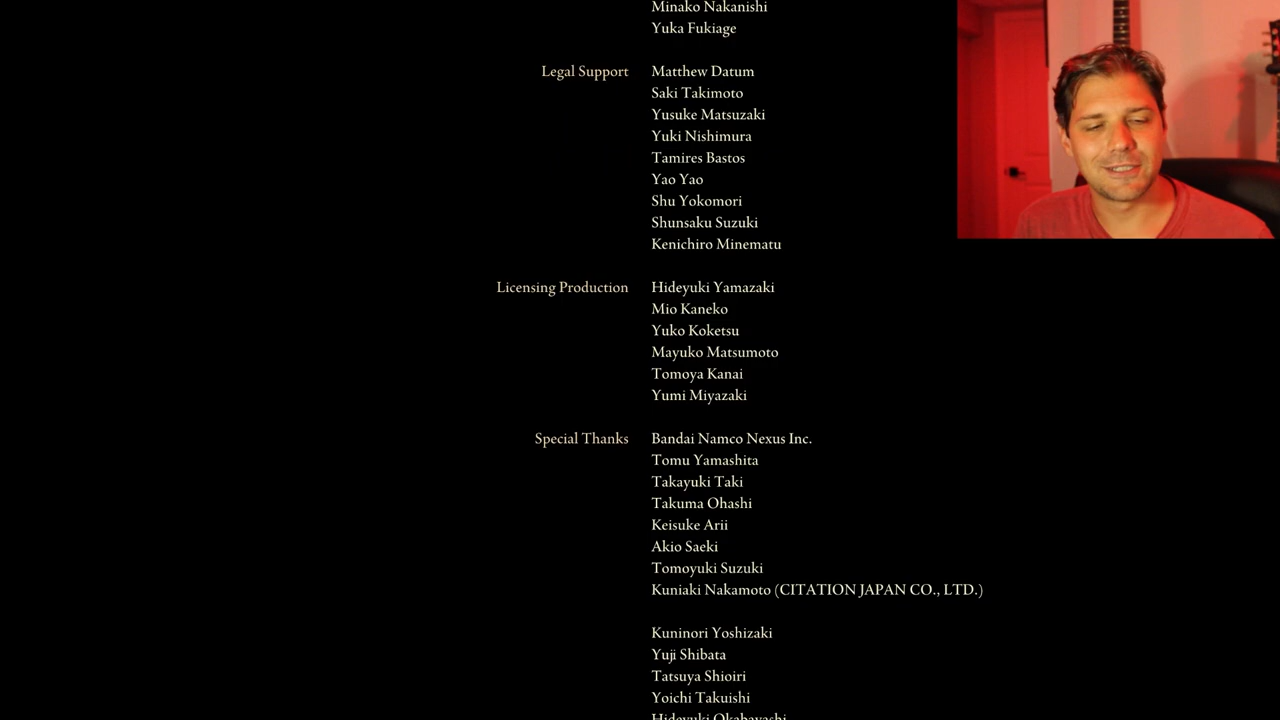 Minako Nakanishi
Yuka Fukiage
Legal Support Matthew Datum
Saki Takimoto
Yusuke Matsuzaki
Yuki Nishimura
Tamires Bastos
Yao Yao
Shu Yokomori
Shunsaku Suzuki
Kenichiro Minematu
Licensing Production Hideyuki Yamazaki
Mio Kaneko
Yuko Koketsu
Mayuko Matsumoto
Tomoya Kanai
Yumi Miyazaki
Special Thanks Bandai Namco Nexus Inc.
Tomu Yamashita
Takayuki Taki
Takuma Ohashi
Keisuke Arii
Akio Saeki
Tomoyuki Suzuki
Kuniaki Nakamoto (CITATION JAPAN CO., LTD.)
Kuninori Yoshizaki
Yuji Shibata
Tatsuya Shioiri
Yoichi Takuishi
Hideyuki Okabayashi